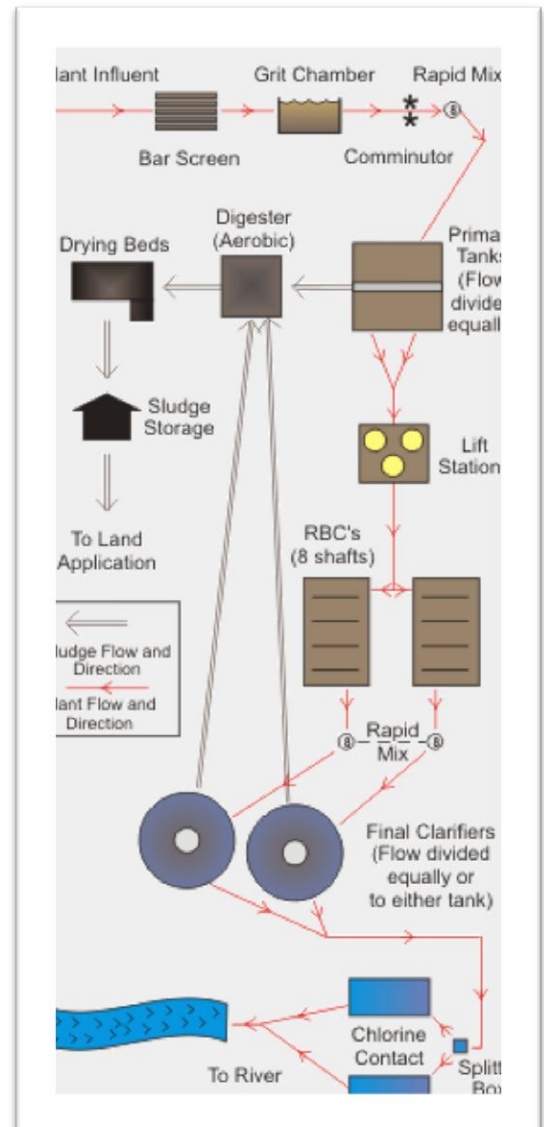 lant Influent
Grit Chamber
Rapid Mix
Bar Screen
Comminutor
Digester
(Aerobic)
Drying Beds
Prima
Tanks
(Flow
divide
equall
Sludge
Storage
Lift
Station
To Land
Application
RBC's
(8 shafts)
ludge Flow and
Direction
lant Flow and
Direction
Rapid
Mix
Final Clarifiers
(Flow divided
equally or
to either tank)
Chlorine
Contact
To River
Splitt
Box